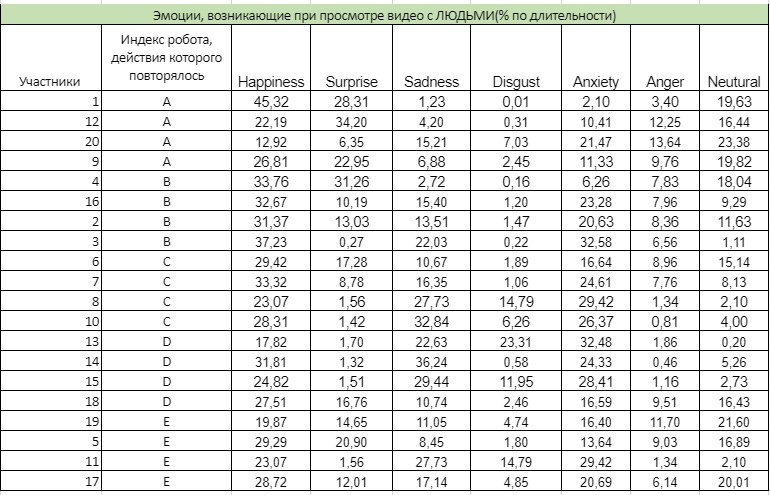 Эмоции, возникающие при просмотре видео с ЛЮДЬМИ(% по длительности)
Участники Индекс робота, действия которого повторялось Happiness Surprise Sadness Disgust Anxiety Anger Neutural
1 A 45,32 28,31 1,23 0,01 2,10 3,40 19,63
12 A 22,19 34,20 4,20 0,31 10,41 12,25 16,44
20 A 12,92 6,35 15,21 7,03 21,47 13,64 23,38
9 A 26,81 22,95 6,88 2,45 11,33 9,76 19,82
4 B 33,76 31,26 2,72 0,16 6,26 7,83 18,04
16 B 32,67 10,19 15,40 1,20 23,28 7,96 9,29
2 B 31,37 13,03 13,51 1,47 20,63 8,36 11,63
3 B 37,23 0,27 22,03 0,22 32,58 6,56 1,11
6 C 29,42 17,28 10,67 1,89 16,64 8,96 15,14
7 C 33,32 8,78 16,35 1,06 24,61 7,76 8,13
8 C 23,07 1,56 27,73 14,79 29,42 1,34 2,10
10 C 28,31 1,42 32,84 6,26 26,37 0,81 4,00
13 D 17,82 1,70 22,63 23,31 32,48 1,86 0,20
14 D 31,81 1,32 36,24 0,58 24,33 0,46 5,26
15 D 24,82 1,51 29,44 11,95 28,41 1,16 2,73
18 D 27,51 16,76 10,74 2,46 16,59 9,51 16,43
19 E 19,87 14,65 11,05 4,74 16,40 11,70 21,60
5 E 29,29 20,90 8,45 1,80 13,64 9,03 16,89
11 E 23,07 1,56 27,73 14,79 29,42 1,34 2,10
17 E 28,72 12,01 17,14 4,85 20,69 6,14 20,01